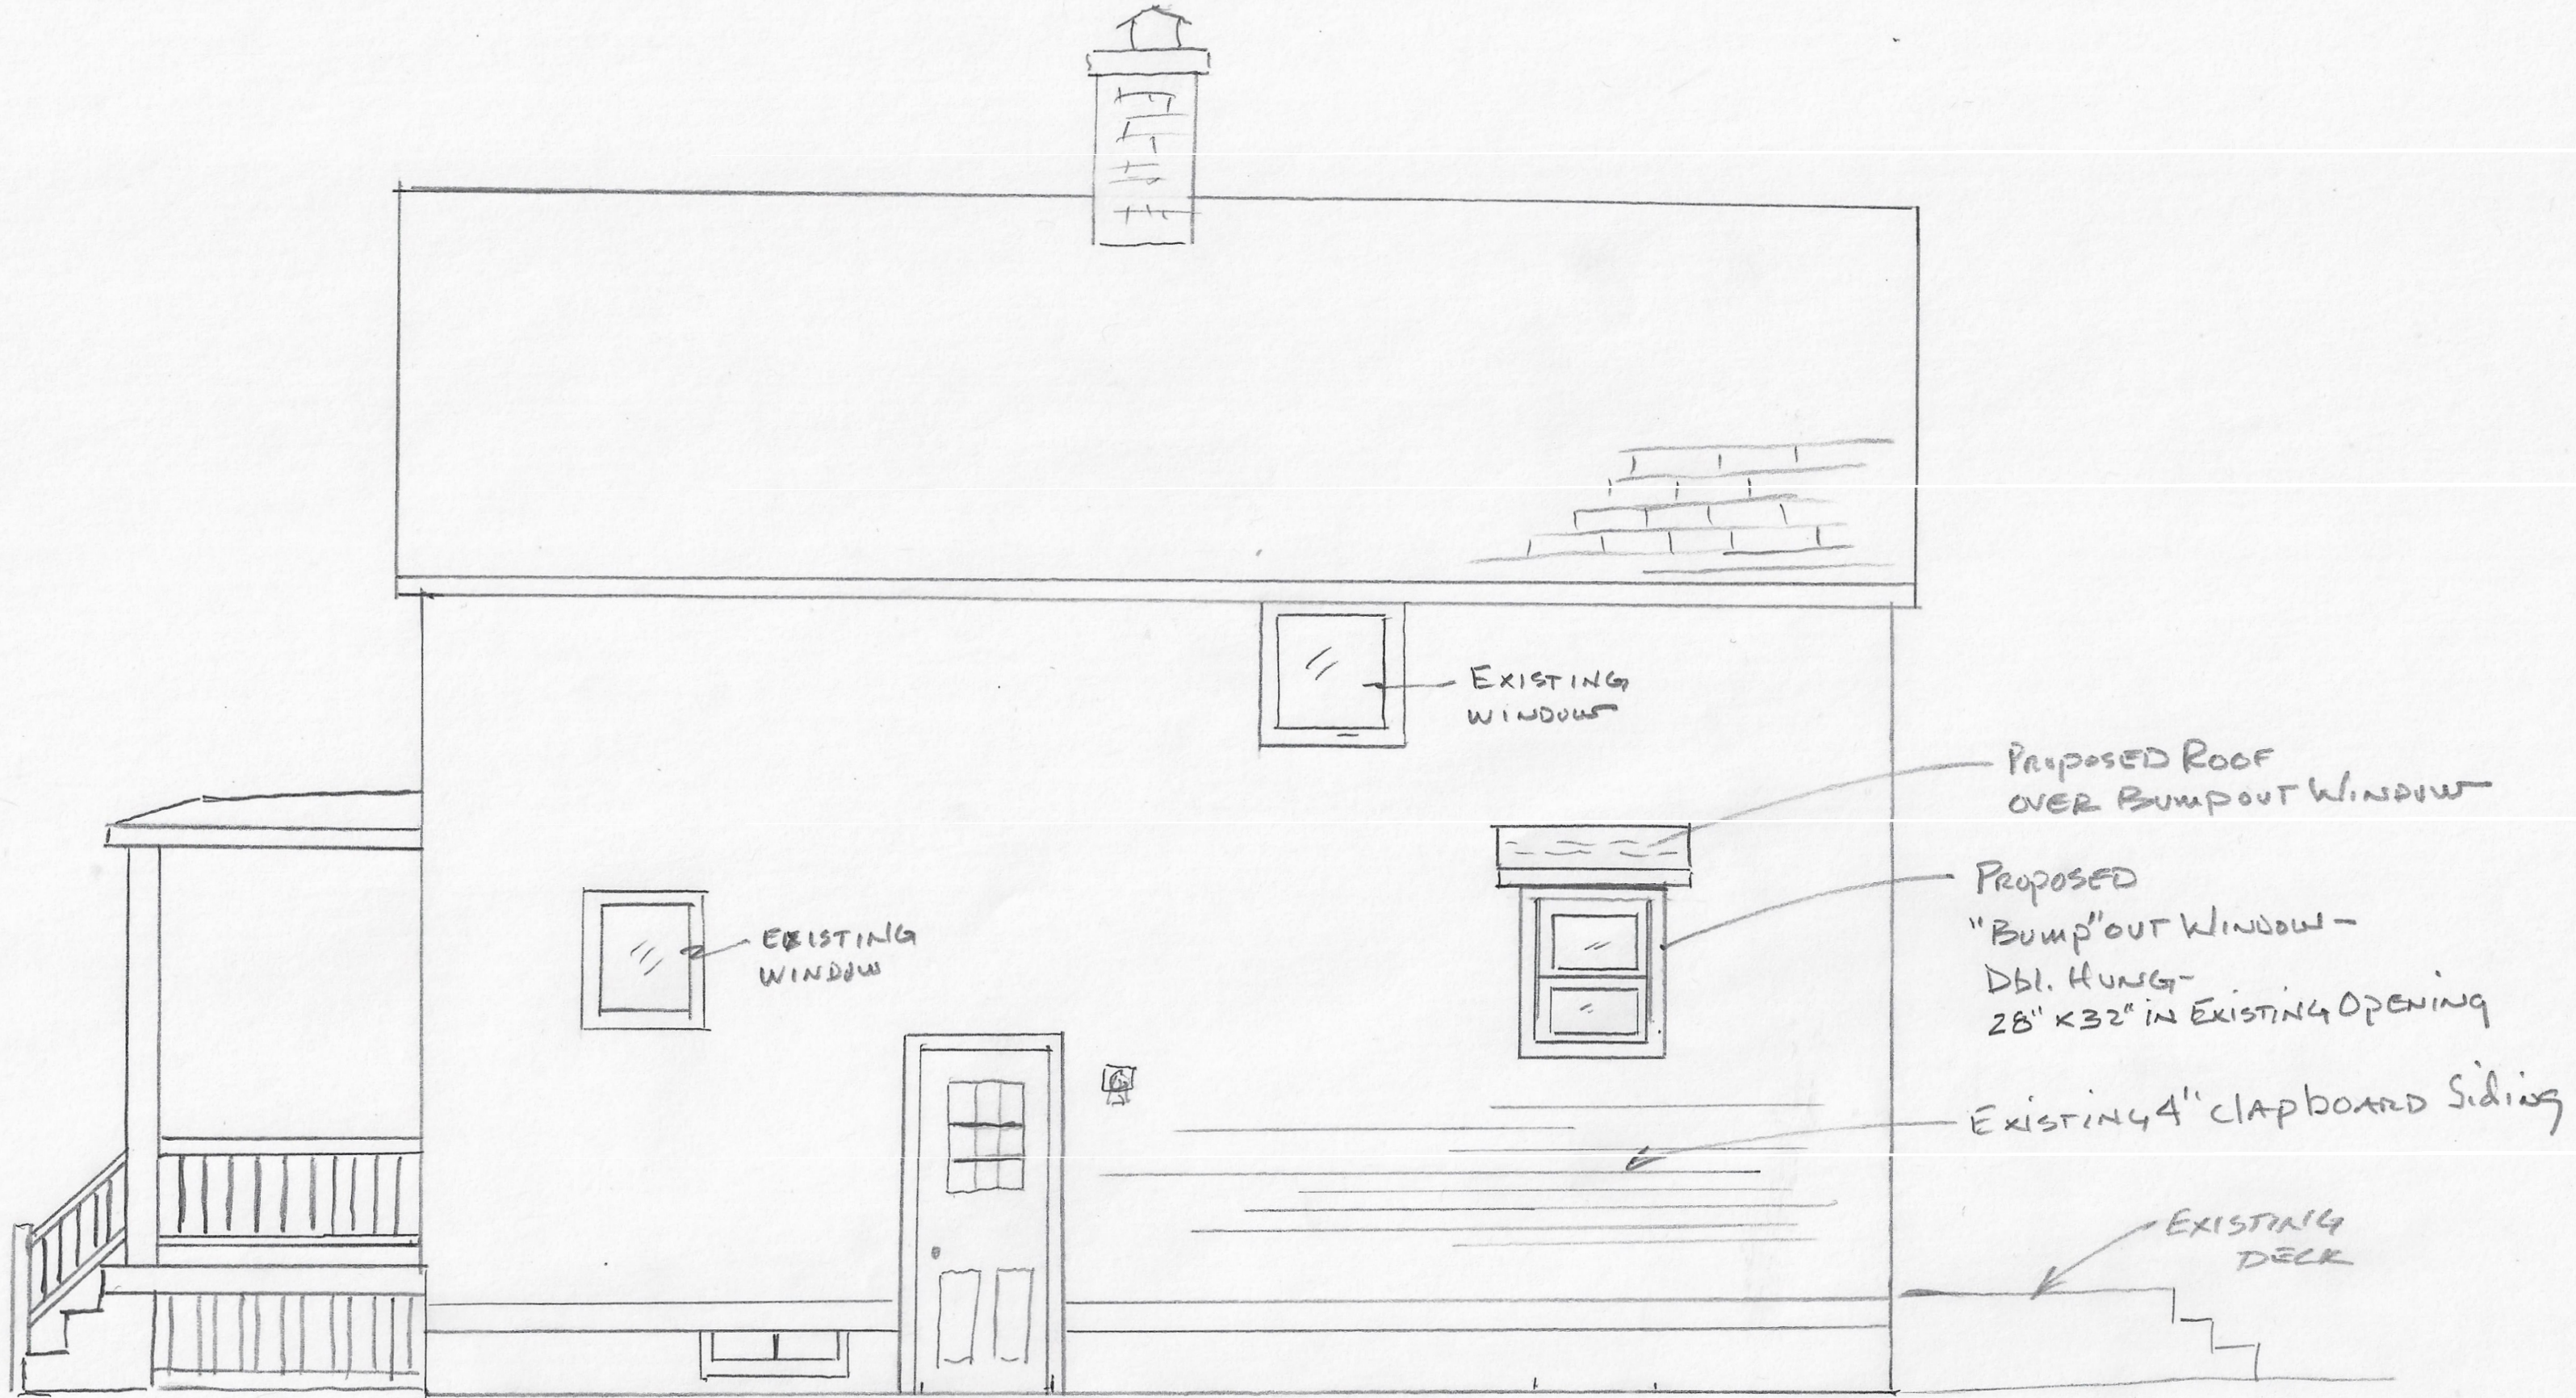 EXISTING
WINDOW
PROPOSED ROOF
OVER BUMPOUT WINDOW
EXISTING
WINDOW
PROPOSED
"BUMP" OUT WINDOW-
Dbl. HUNG-
28" X 32" IN EXISTING OPENING
EXISTING 4" CLAPBOARD Siding
EXISTING
DECK